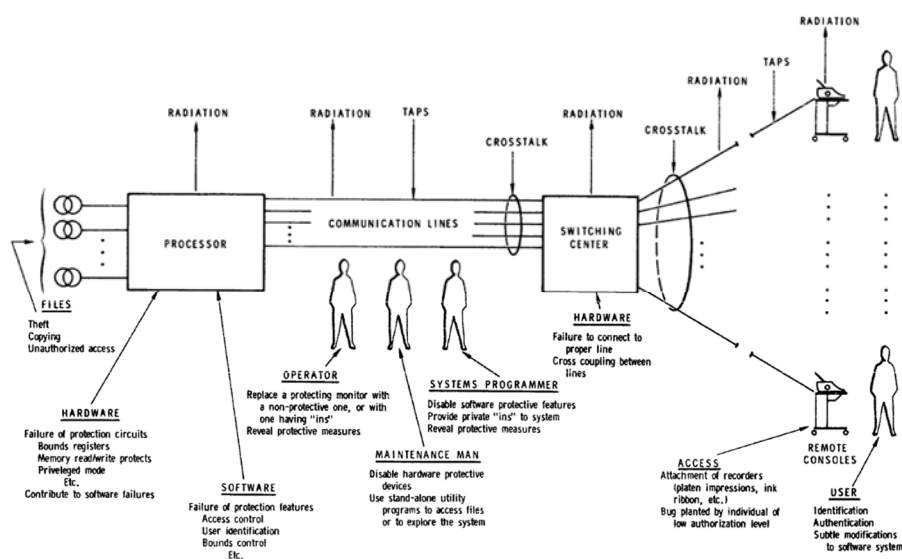 RADIATION
TAPS
RADIATION
RADIATION
RADIATION
TAPS
RADIATION
CROSSTALK
CROSSTALK
PROCESSOR
COMMUNICATION LINES
SWITCHING
CENTER
FILES
Theft
Copying
Unauthorized access
HARDWARE
Failure of protection circuits
Bounds registers
Memory read/write protects
Priveleged mode
Etc.
Contribute to software failures
SOFTWARE
Failure of protection features
Access control
User identification
Bounds control
Etc.
OPERATOR
Replace a protecting monitor with
a non-protective one, or with
one having "ins"
Reveal protective measures
MAINTENANCE MAN
Disable hardware protective
devices
Use stand-alone utility
programs to access files
or to explore the system
SYSTEMS PROGRAMMER
Disable software protective features
Provide private "ins" to system
Reveal protective measures
HARDWARE
Failure to connect to
proper line
Cross coupling between
lines
ACCESS
Attachment of recorders
(platen impressions, ink
ribbon, etc.)
Bug planted by individual of
low authorization level
REMOTE
CONSOLES
USER
Identification
Authentication
Subtle modifications
to software system